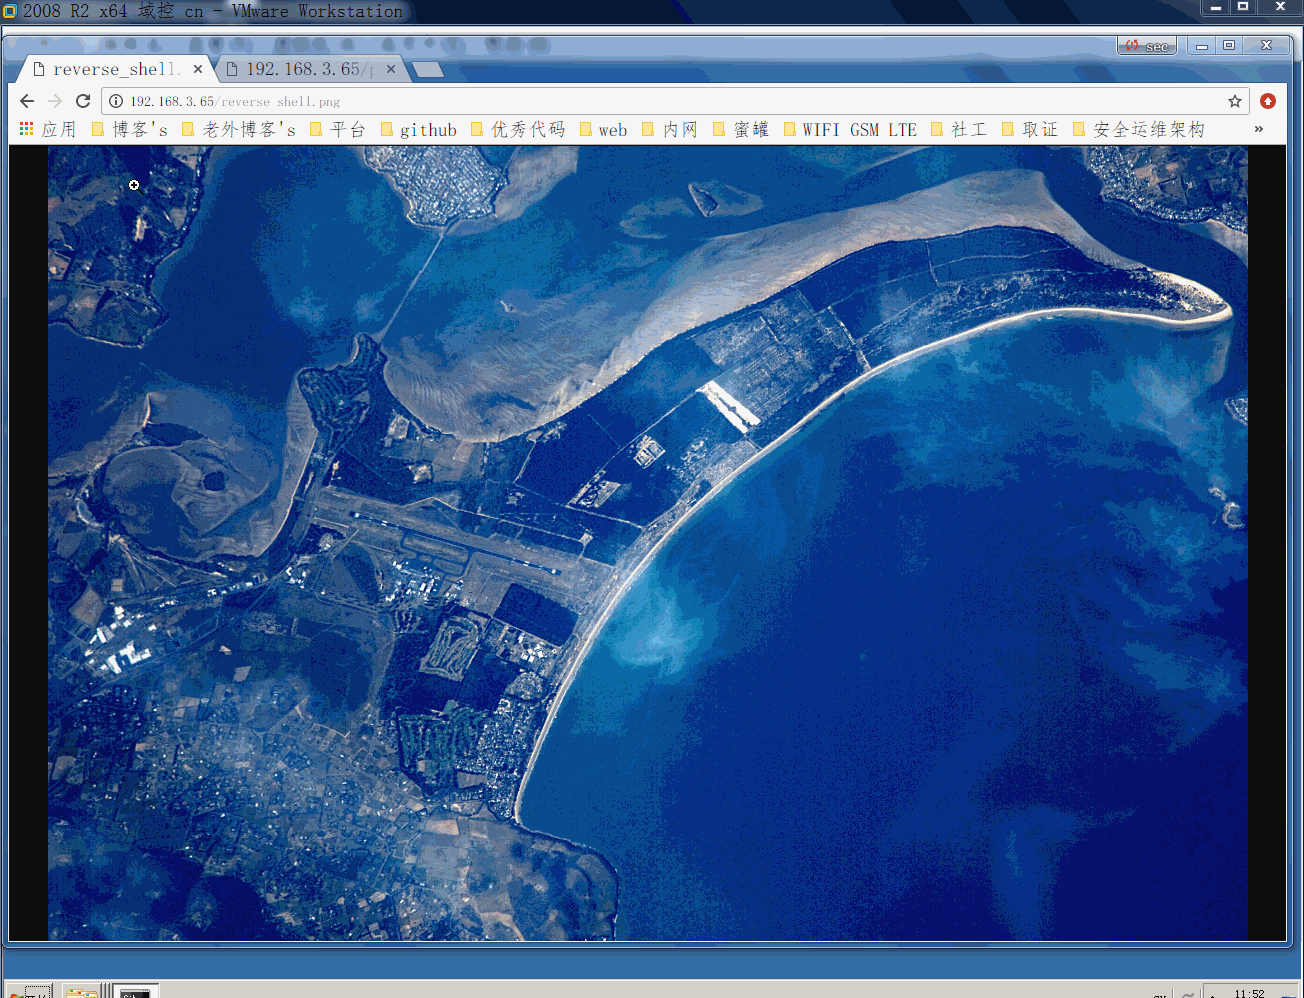 2008 R2 x64 域控 cn - VMware Workstation
sec
reverse_shell.
192.168.3.65/
192.168.3.65/reverse_shell.png
应用 博客's 老外博客's 平台 github 优秀代码 web 内网 蜜罐 WIFI GSM LTE 社工 取证 安全运维架构 »
11:52